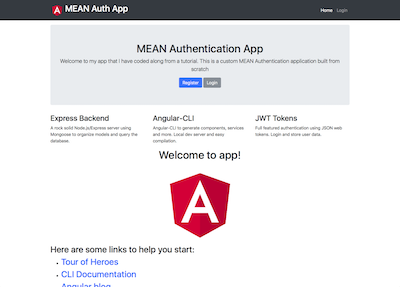 MEAN Auth App
Home Login
MEAN Authentication App
Welcome to my app that I have coded along from a tutorial. This is a custom MEAN Authentication application built from
scratch
Register Login
Express Backend
A rock solid Node.js/Express server using
Mongoose to organize models and query the
database.
Angular-CLI
Angular-CLI to generate components, services
and more. Local dev server and easy
compilation.
JWT Tokens
Full featured authentication using JSON web
tokens. Login and store user data.
Welcome to app!
A
Here are some links to help you start:
Tour of Heroes
CLI Documentation
Angular blog